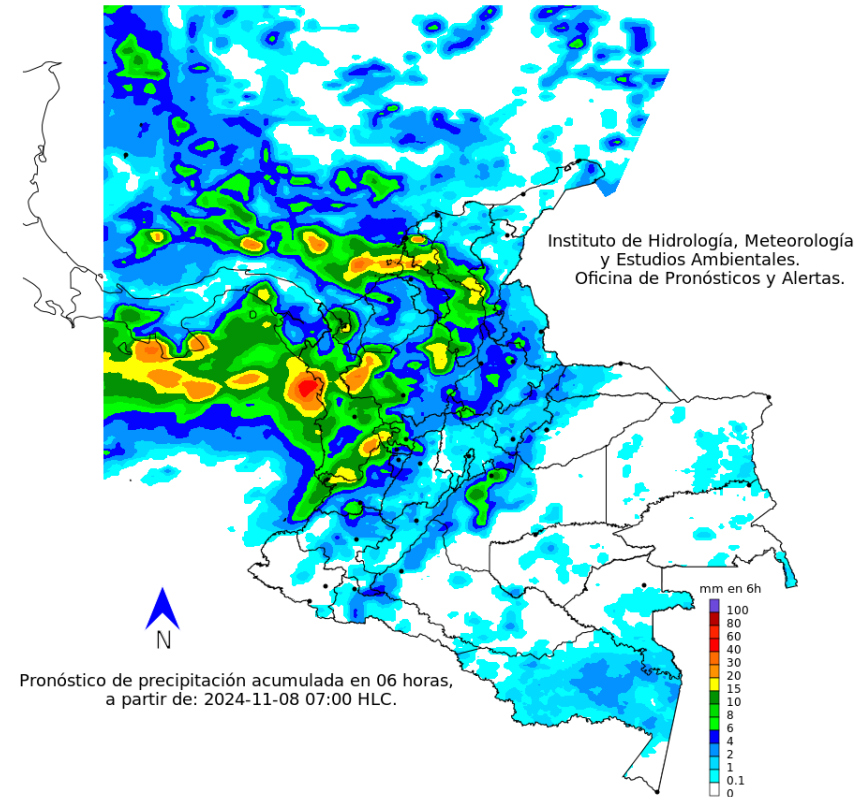 Instituto de Hidrología, Meteorología
y Estudios Ambientales.
Oficina de Pronósticos y Alertas.
mm en 6h
100
80
60
40
30
20
15
10
8
6
4
2
1
0.1
0
N
Pronóstico de precipitación acumulada en 06 horas,
a partir de: 2024-11-08 07:00 HLC.